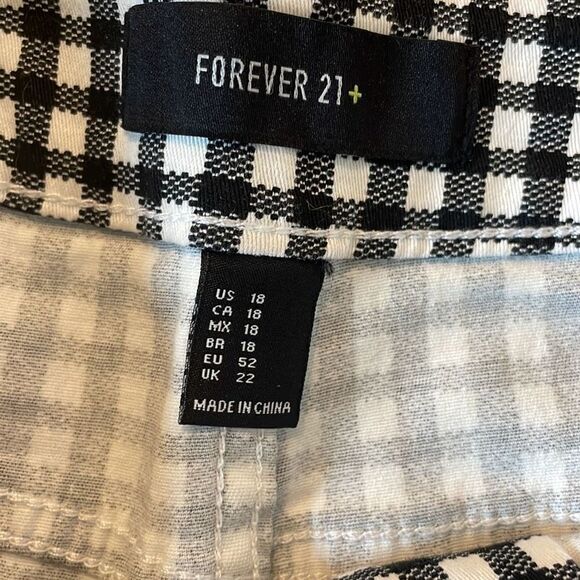 FOREVER 21+
US 18
CA 18
MX 18
BR 18
EU 52
UK 22
MADE IN CHINA